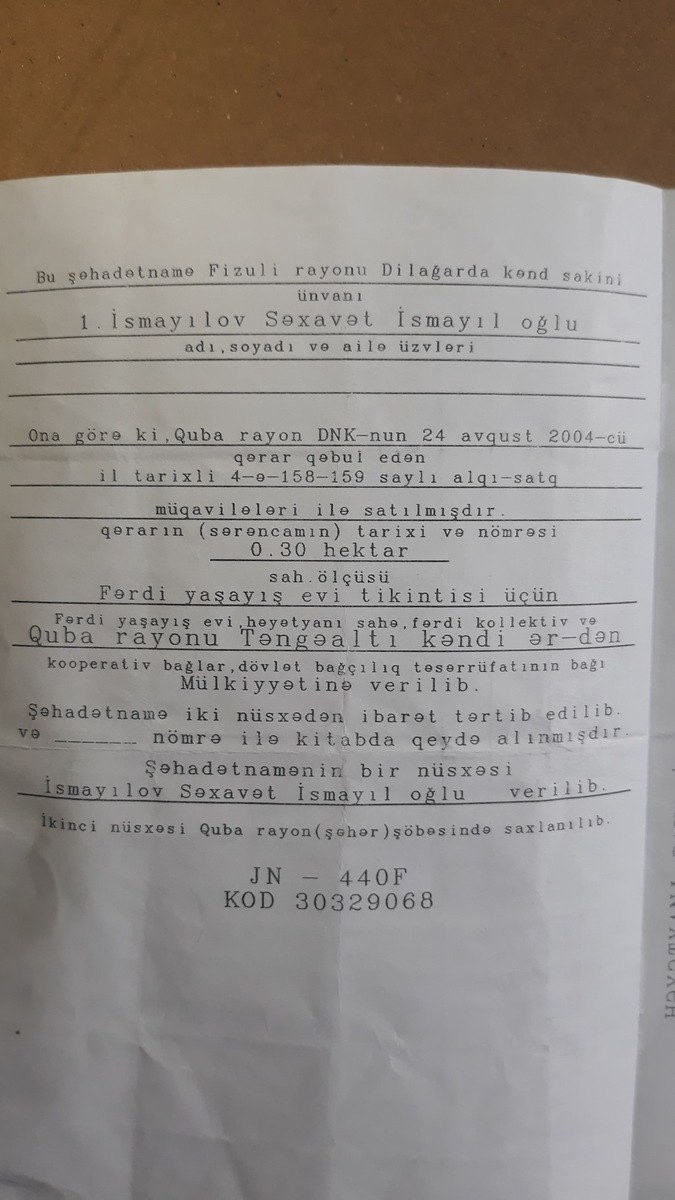 Bu şəhadətnamə Fizuli rayonu Dilağarda kənd sakini
ünvanı
1.İsmayılov Səxavət İsmayıl oğlu
adı,soyadı və ailə üzvləri
Ona görə ki,Quba rayon DNK-nun 24 avqust 2004-cü
qərar qəbul edən
il tarixli 4-ə-158-159 saylı alqı-satq
müqavilələri ilə satılmışdır.
qərarın (sərəncamın) tarixi və nömrəsi
0.30 hektar
sah.ölçüsü
Fərdi yaşayış evi tikintisi üçün
Fərdi yaşayış evi,həyətyanı sahə,fərdi kollektiv və
Quba rayonu Təngəaltı kəndi ər-dən
kooperativ bağlar,dövlət bağçılıq təsərrüfatının bağı
Mülkiyyətinə verilib.
Şəhadətnamə iki nüsxədən ibarət tərtib edilib.
və _______ nömrə ilə kitabda qeydə alınmışdır.
Şəhadətnamənin bir nüsxəsi
İsmayılov Səxavət İsmayıl oğlu verilib.
İkinci nüsxəsi Quba rayon(şəhər)şöbəsində saxlanılıb.
JN - 440F
KOD 30329068